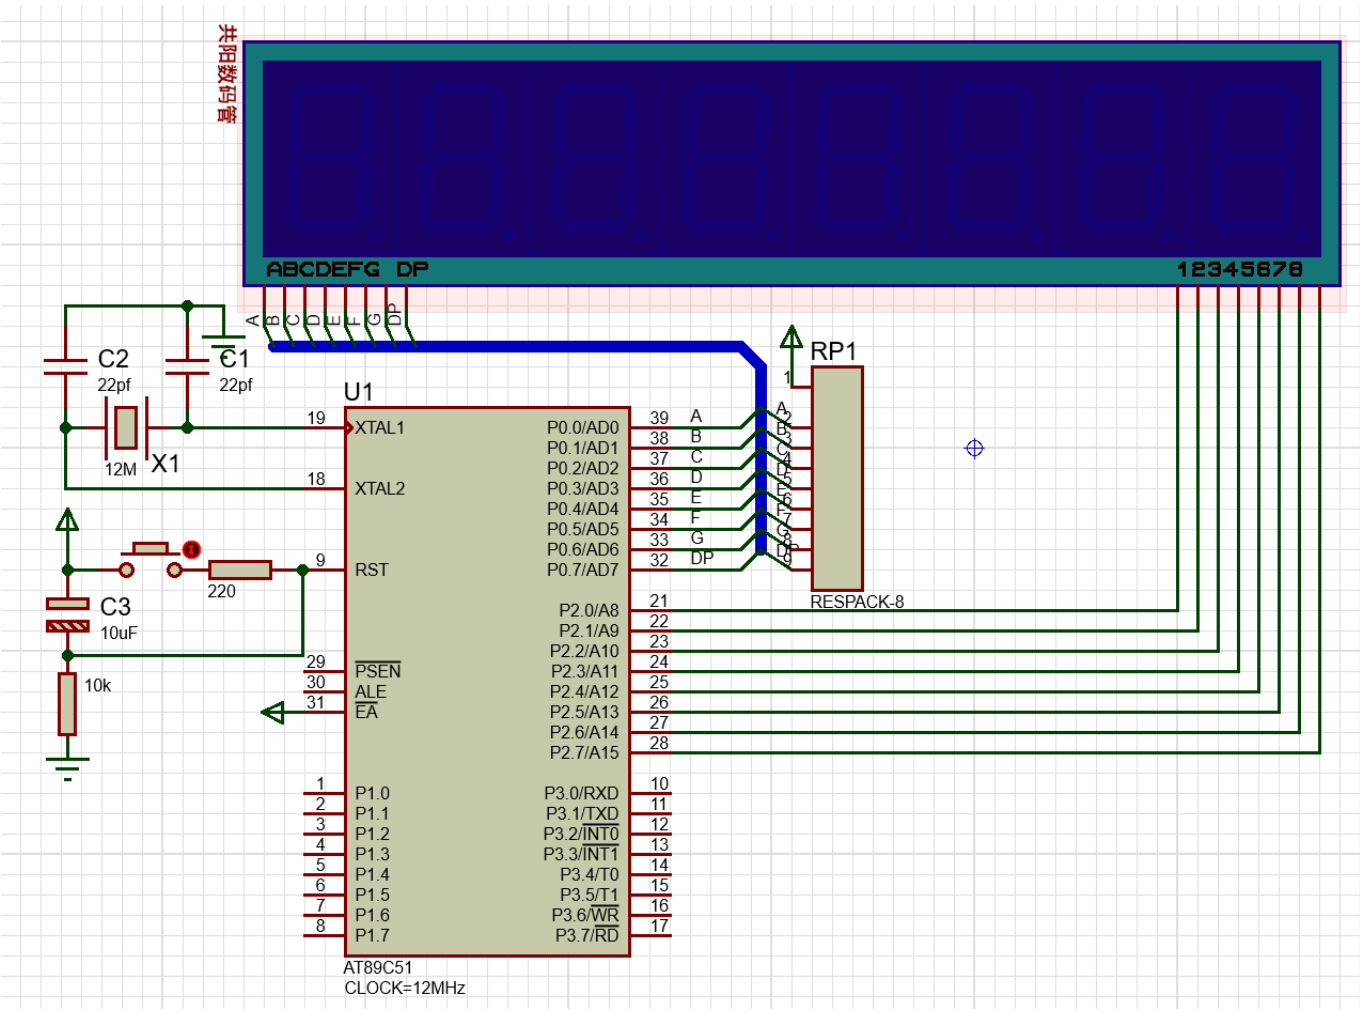 共阳数码管
ABCDEFG DP
12345678
A B C D E F G DP
C2
22pf
C1
22pf
12M
X1
220
C3
10uF
10k
U1
19 XTAL1
18 XTAL2
9 RST
29 PSEN
30 ALE
31 EA
1 P1.0
2 P1.1
3 P1.2
4 P1.3
5 P1.4
6 P1.5
7 P1.6
8 P1.7
P0.0/AD0 39 A
P0.1/AD1 38 B
P0.2/AD2 37 C
P0.3/AD3 36 D
P0.4/AD4 35 E
P0.5/AD5 34 F
P0.6/AD6 33 G
P0.7/AD7 32 DP
P2.0/A8 21
P2.1/A9 22
P2.2/A10 23
P2.3/A11 24
P2.4/A12 25
P2.5/A13 26
P2.6/A14 27
P2.7/A15 28
P3.0/RXD 10
P3.1/TXD 11
P3.2/INT0 12
P3.3/INT1 13
P3.4/T0 14
P3.5/T1 15
P3.6/WR 16
P3.7/RD 17
AT89C51
CLOCK=12MHz
RP1
1
A 2
B 3
C 4
D 5
E 6
F 7
G 8
DP 9
RESPACK-8